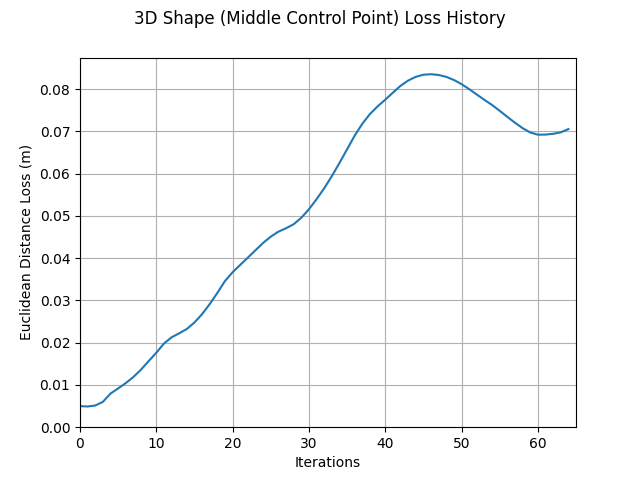 3D Shape (Middle Control Point) Loss History
Euclidean Distance Loss (m)
0.08
0.07
0.06
0.05
0.04
0.03
0.02
0.01
0.00
0 10 20 30 40 50 60
Iterations